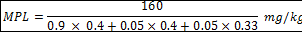 MPL = 160 / 0.9 × 0.4 + 0.05 × 0.4 + 0.05 × 0.33 mg/kg